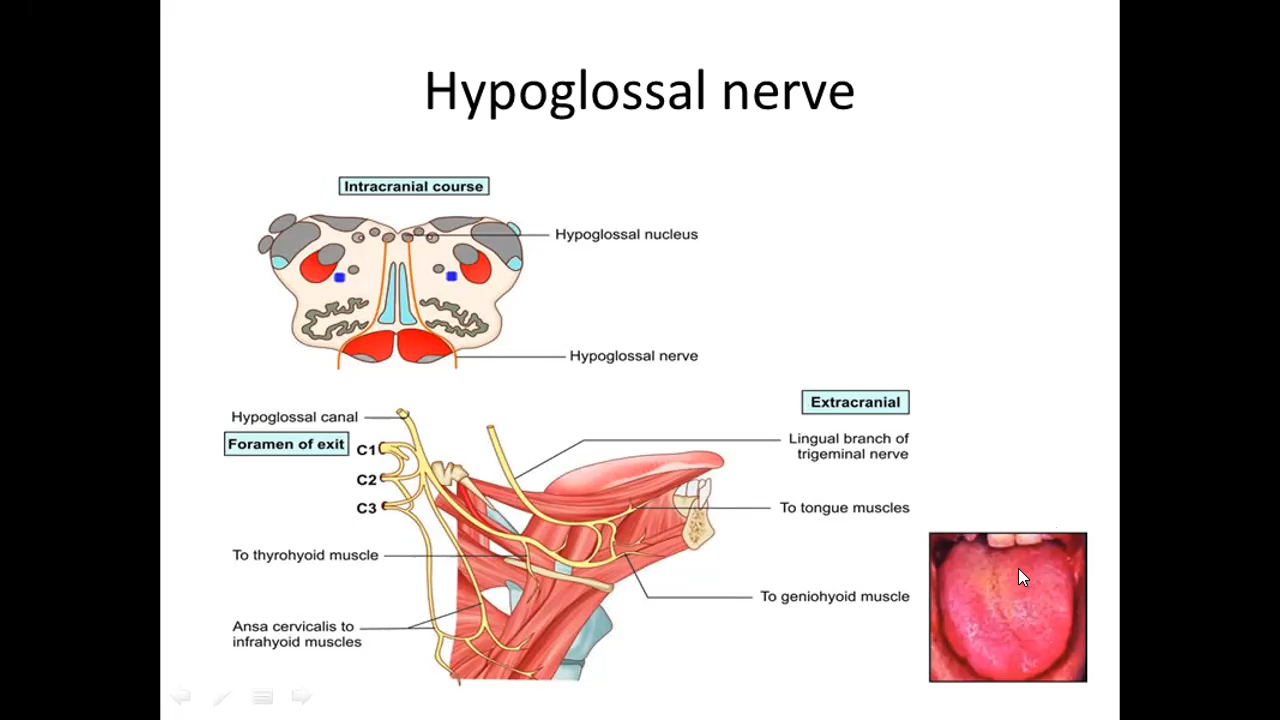 Hypoglossal nerve
Intracranial course
Hypoglossal nucleus
Hypoglossal nerve
Extracranial
Hypoglossal canal
Foramen of exit
C1
C2
C3
Lingual branch of
trigeminal nerve
To tongue muscles
To thyrohyoid muscle
To geniohyoid muscle
Ansa cervicalis to
infrahyoid muscles